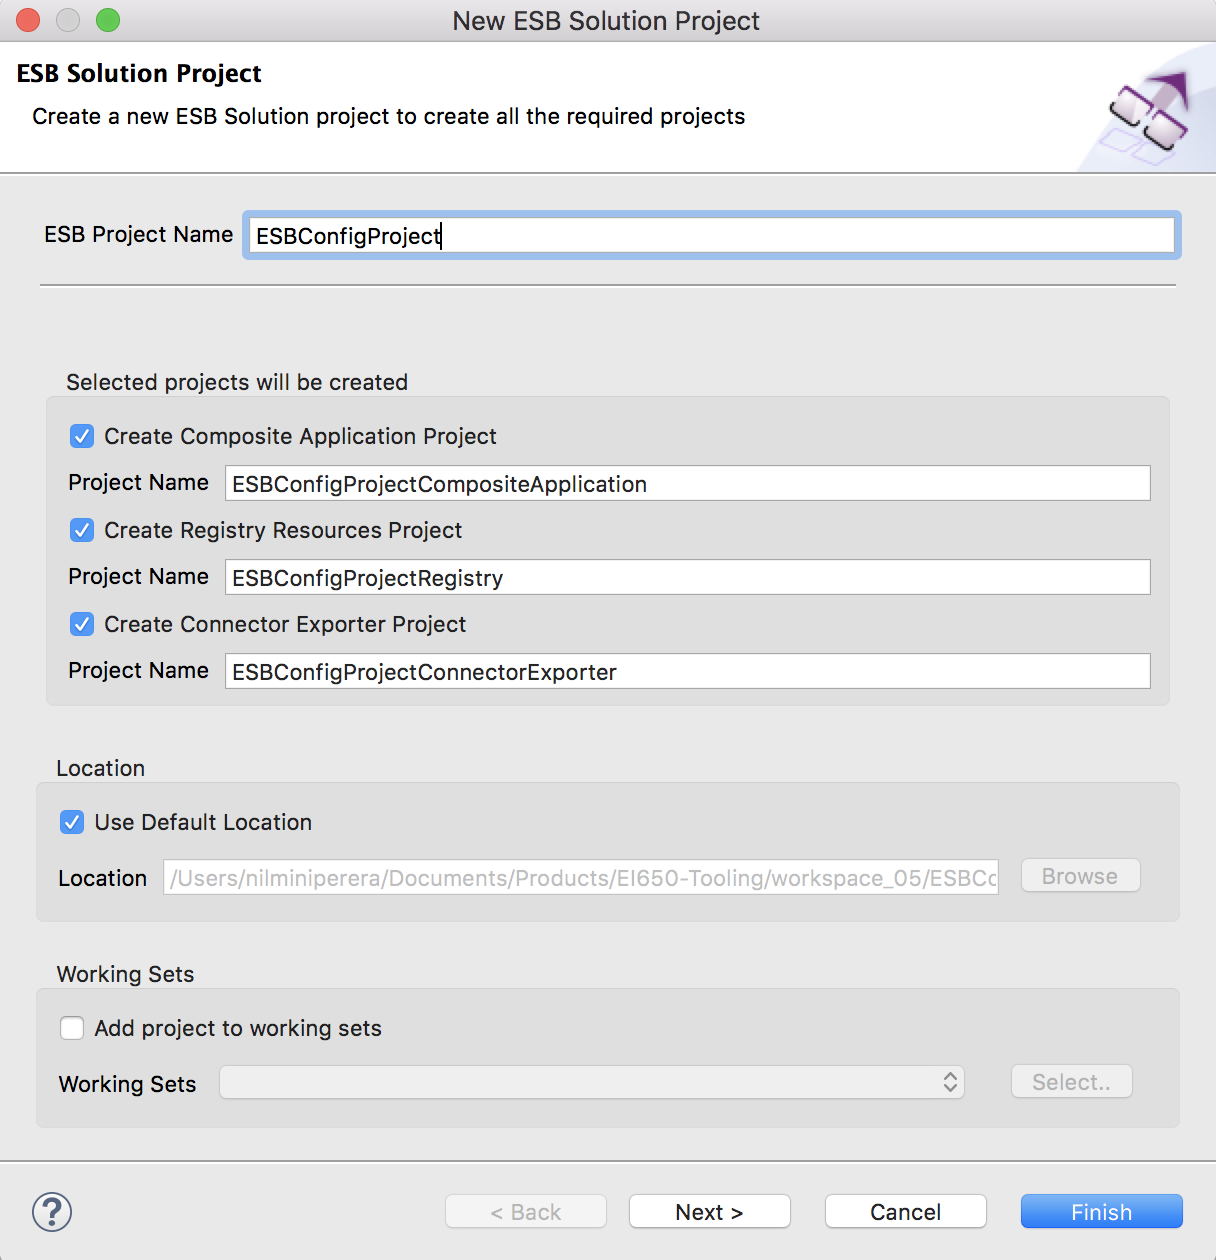 New ESB Solution Project
ESB Solution Project
Create a new ESB Solution project to create all the required projects
ESB Project Name ESBConfigProject
Selected projects will be created
Create Composite Application Project
Project Name ESBConfigProjectCompositeApplication
Create Registry Resources Project
Project Name ESBConfigProjectRegistry
Create Connector Exporter Project
Project Name ESBConfigProjectConnectorExporter
Location
Use Default Location
Location /Users/nilminiperera/Documents/Products/EI650-Tooling/workspace_05/ESBCo Browse
Working Sets
Add project to working sets
Working Sets Select..
? < Back Next > Cancel Finish